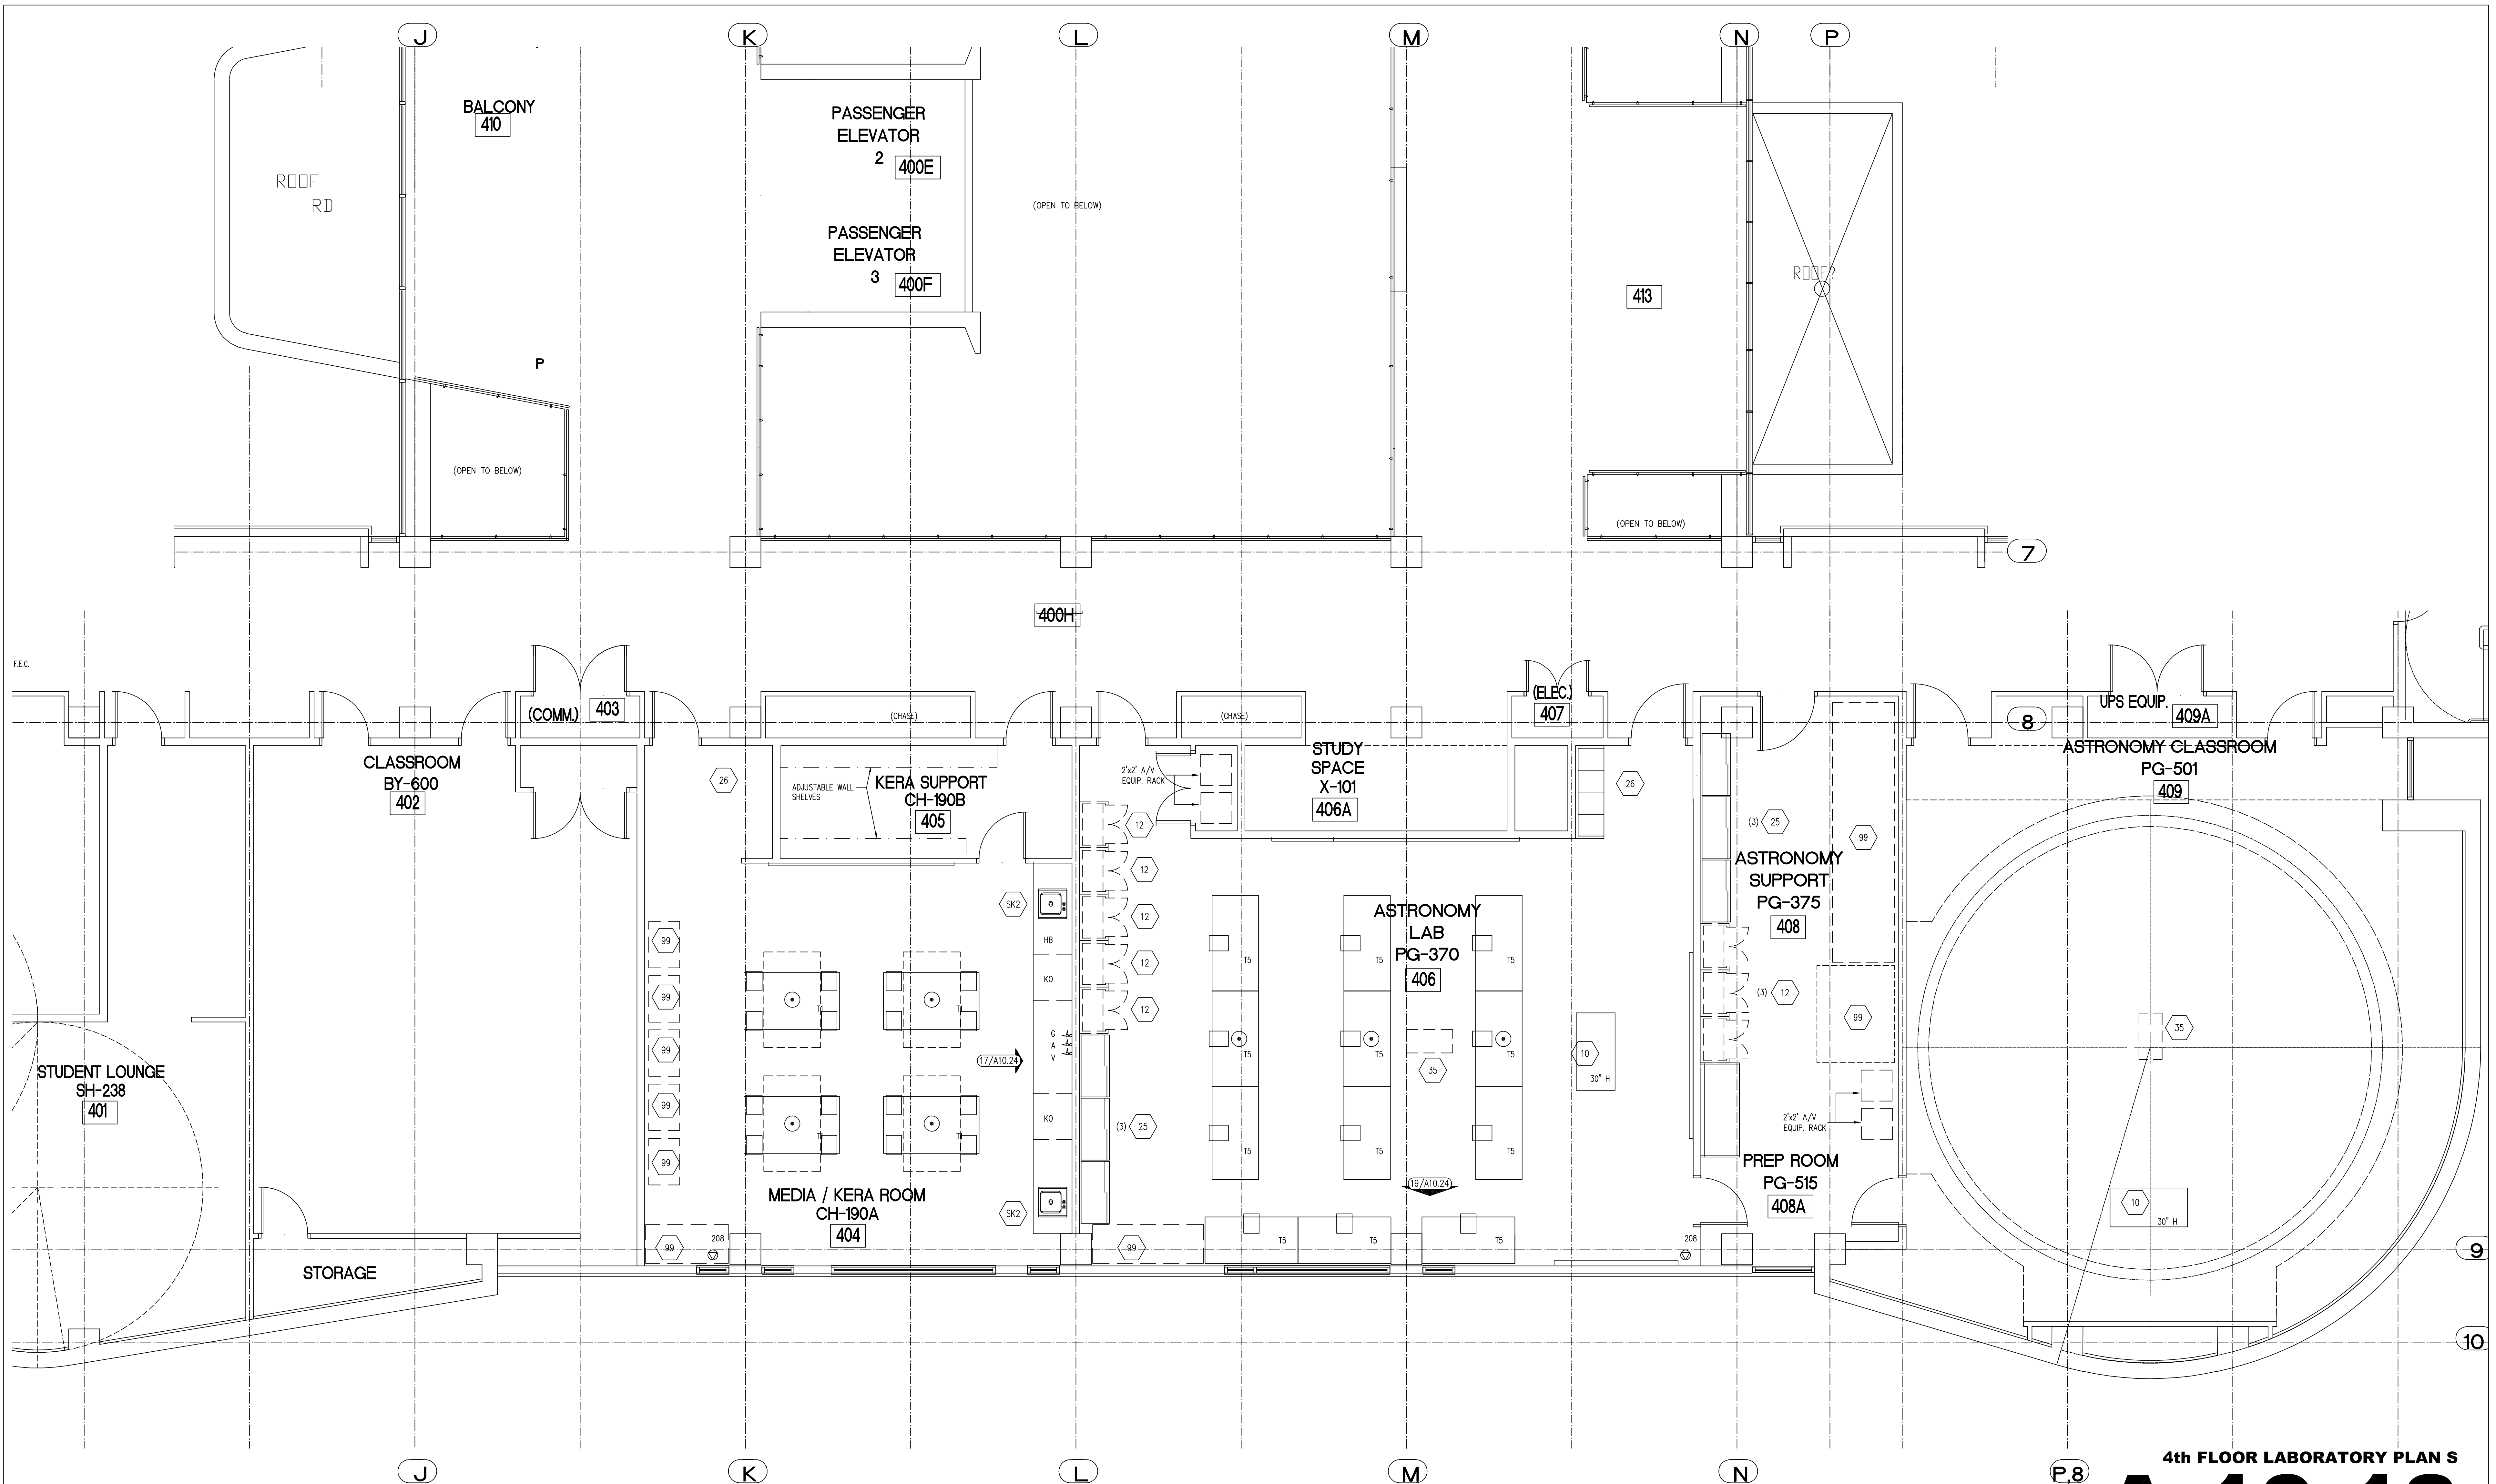 J K L M N P
BALCONY
410
ROOF
RD
PASSENGER
ELEVATOR
2
400E
PASSENGER
ELEVATOR
3
400F
(OPEN TO BELOW)
ROOF?
413
P
(OPEN TO BELOW)
(OPEN TO BELOW)
7
400H
F.E.C.
(COMM.)
403
(CHASE)
(CHASE)
(ELEC.)
407
8
UPS EQUIP.
409A
CLASSROOM
BY-600
402
26
ADJUSTABLE WALL
SHELVES
KERA SUPPORT
CH-190B
405
2'x2' A/V
EQUIP. RACK
STUDY
SPACE
X-101
406A
26
ASTRONOMY CLASSROOM
PG-501
409
12
12
12
12
12
(3) 25
99
ASTRONOMY
SUPPORT
PG-375
408
(3) 12
99
SK2
HB
KO
G
A
V
KO
SK2
17/A10.24
(3) 25
ASTRONOMY
LAB
PG-370
406
T5 T5 T5
T5 T5 T5
T5 T5 T5
35
10
30" H
35
99
99
99
99
99
STUDENT LOUNGE
SH-238
401
2'x2' A/V
EQUIP. RACK
PREP ROOM
PG-515
408A
MEDIA / KERA ROOM
CH-190A
404
19/A10.24
10
30" H
99
208
99
T5 T5 T5
208
9
STORAGE
10
4th FLOOR LABORATORY PLAN S
J K L M N P.8